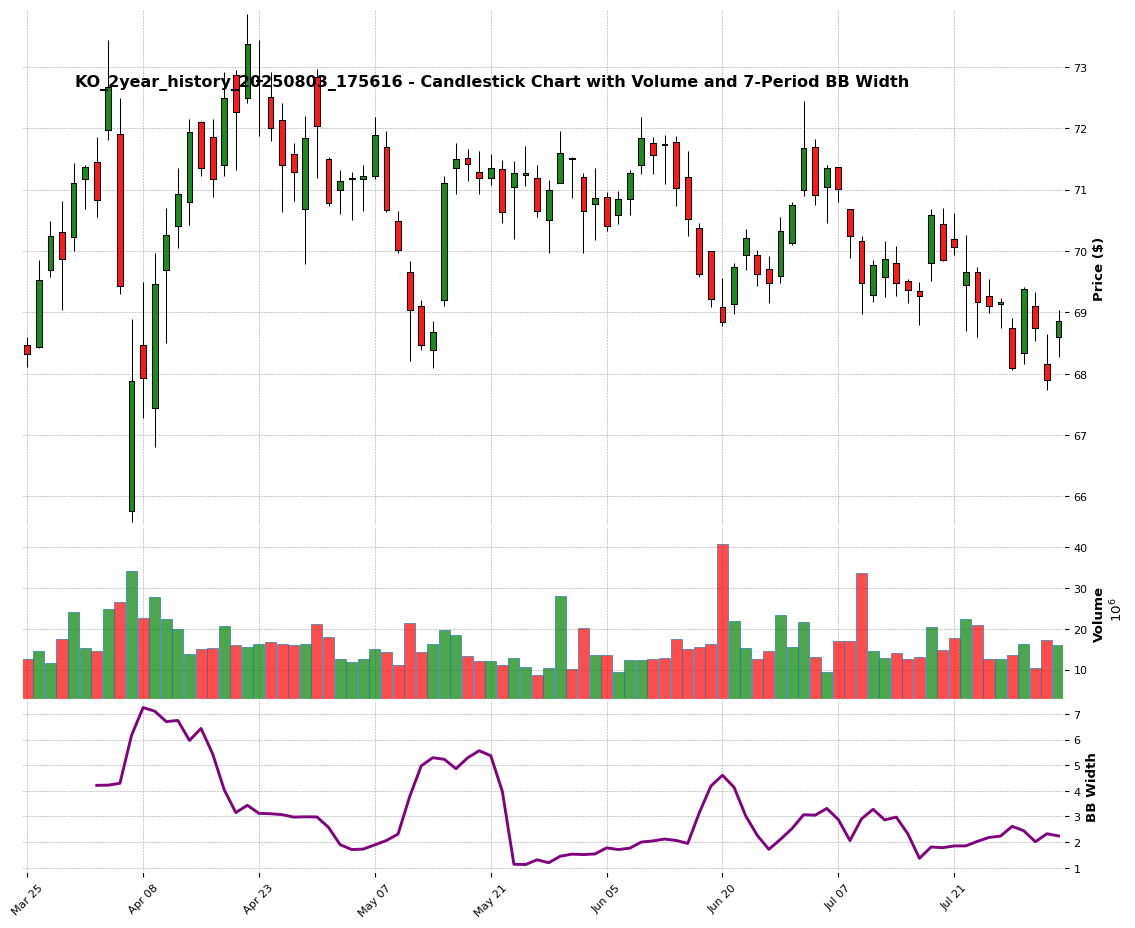 KO_2year_history_20250803_175616 - Candlestick Chart with Volume and 7-Period BB Width
73
72
71
70
69
68
67
66
Price ($)
40
30
20
10
Volume
10^6
7
6
5
4
3
2
1
BB Width
Mar 25
Apr 08
Apr 23
May 07
May 21
Jun 05
Jun 20
Jul 07
Jul 21